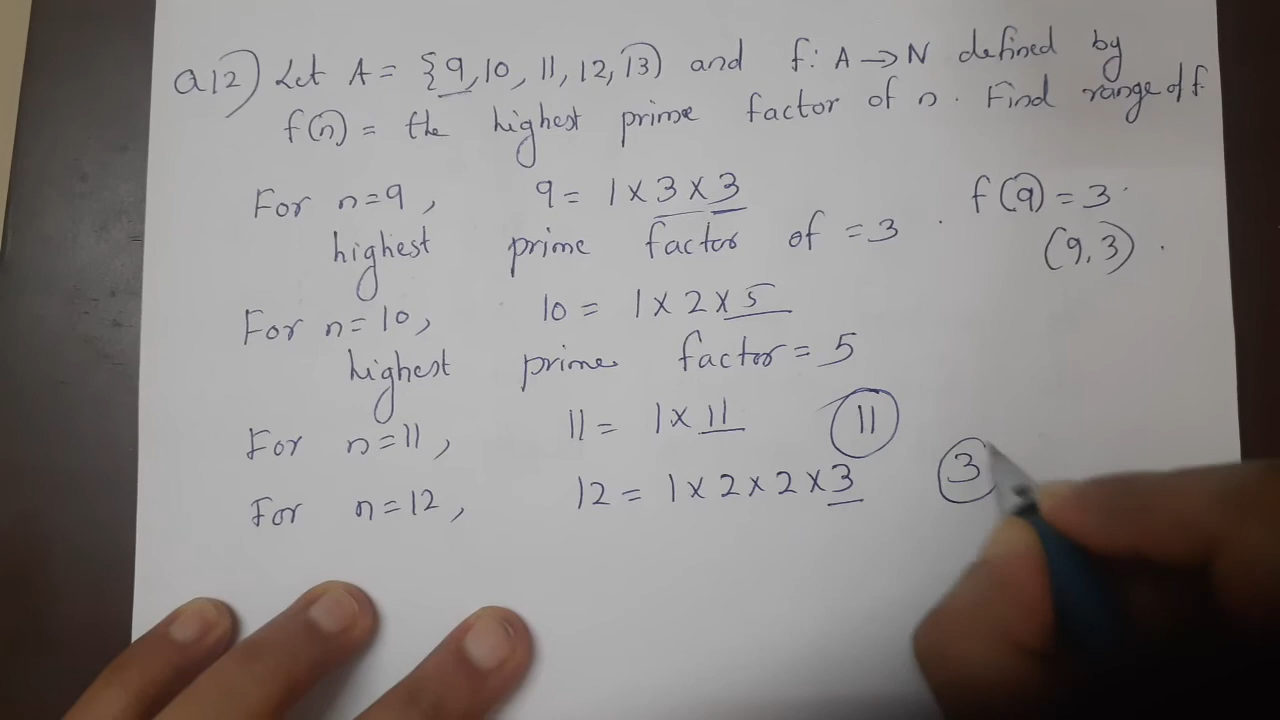 Q12) Let A = {9,10, 11, 12, 13) and f: A → N defined by
f(n) = the highest prime factor of n. Find range of f.
For n=9, 9= 1 x 3 x 3 f(9) = 3.
highest prime factor of = 3. (9,3).
For n=10, 10 = 1 x 2 x 5
highest prime factor = 5
For n=11, 11 = 1 x 11 11
For n=12, 12 = 1 x 2 x 2 x 3 3